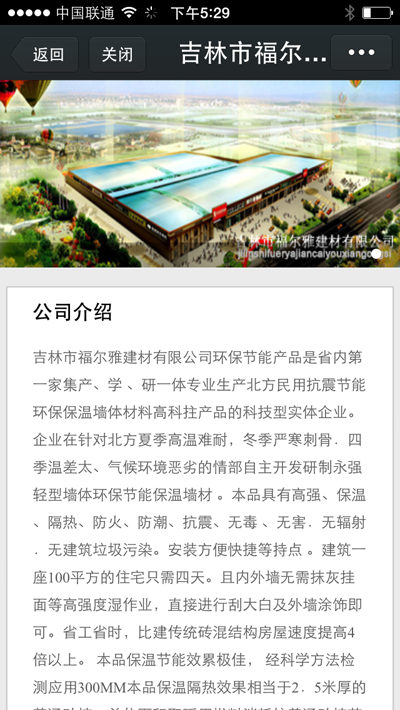 中国联通 下午5:29
返回 关闭 吉林市福尔... •••
吉林市福尔雅建材有限公司
公司介绍
吉林市福尔雅建材有限公司环保节能产品是省内第
一家集产、学 、研一体专业生产北方民用抗震节能
环保保温墙体材料高科拄产品的科技型实体企业。
企业在针对北方夏季高温难耐，冬季严寒刺骨．四
季温差太、气候环境恶劣的情部自主开发研制永强
轻型墙体环保节能保温墙材 。本品具有高强、保温
、隔热、防火、防潮、抗震、无毒 、无害．无辐射
．无建筑垃圾污染。安装方便快捷等持点 。建筑一
座100平方的住宅只需四天。且内外墙无需抹灰挂
面等高强度湿作业，直接进行刮大白及外墙涂饰即
可。省工省时，比建传统砖混结构房屋速度提高4
倍以上。 本品保温节能效累极佳， 经科学方法检
测应用300MM本品保温隔热效果相当于2．5米厚的